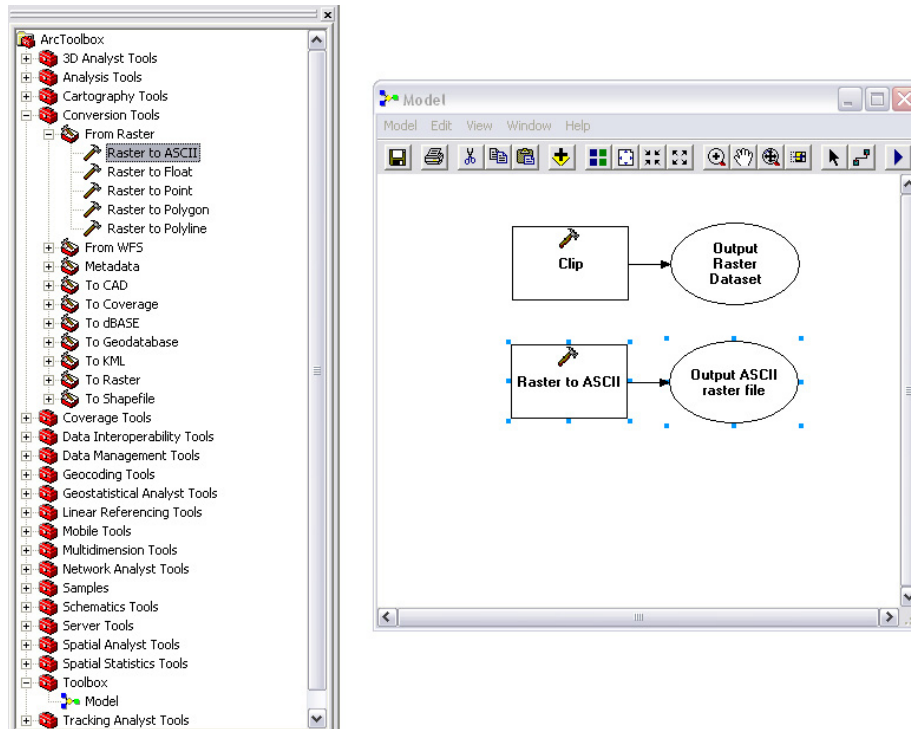 ArcToolbox
3D Analyst Tools
Analysis Tools
Cartography Tools
Conversion Tools
From Raster
Raster to ASCII
Raster to Float
Raster to Point
Raster to Polygon
Raster to Polyline
From WFS
Metadata
To CAD
To Coverage
To dBASE
To Geodatabase
To KML
To Raster
To Shapefile
Coverage Tools
Data Interoperability Tools
Data Management Tools
Geocoding Tools
Geostatistical Analyst Tools
Linear Referencing Tools
Mobile Tools
Multidimension Tools
Network Analyst Tools
Samples
Schematics Tools
Server Tools
Spatial Analyst Tools
Spatial Statistics Tools
Toolbox
Model
Tracking Analyst Tools
Model
Model Edit View Window Help
Clip
Output
Raster
Dataset
Raster to ASCII
Output ASCII
raster file